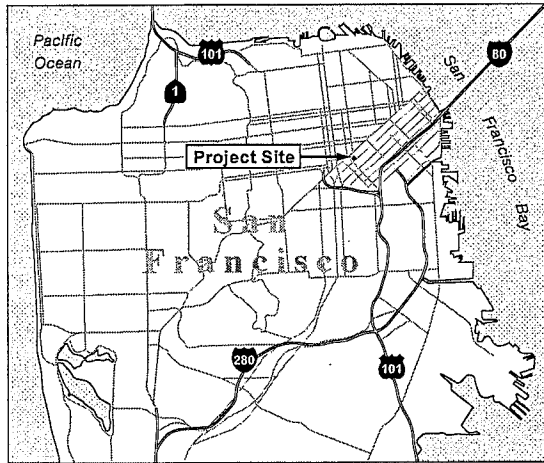 Pacific
Ocean
101
1
San
Francisco
Bay
80
Project Site
San
Francisco
280
101